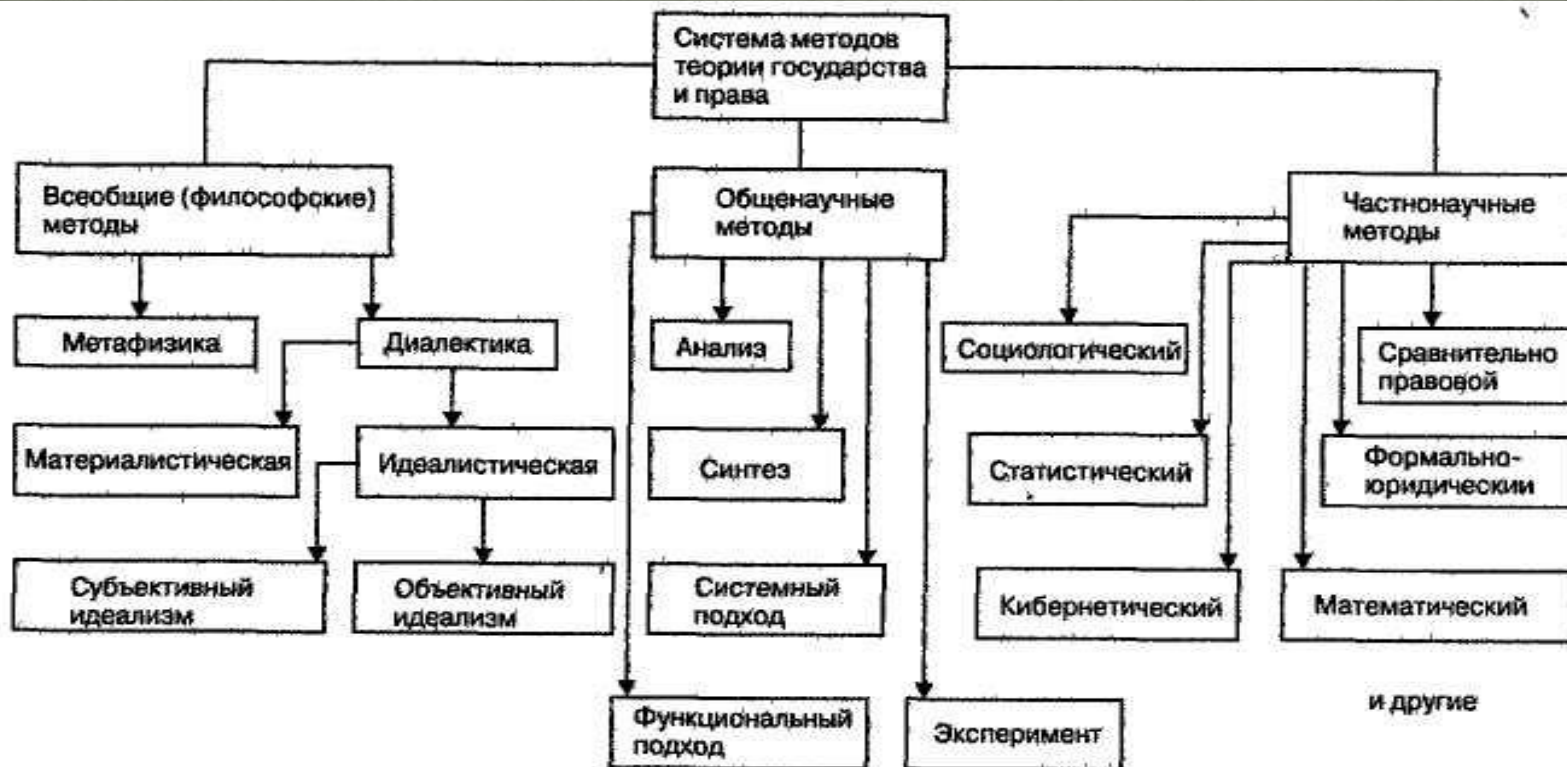 Система методов
теории государства
и права
Всеобщие (философские)
методы
Общенаучные
методы
Частнонаучные
методы
Метафизика
Диалектика
Анализ
Социологический
Сравнительно
правовой
Материалистическая
Идеалистическая
Синтез
Статистический
Формально-
юридический
Субъективный
идеализм
Объективный
идеализм
Системный
подход
Кибернетический
Математический
Функциональный
подход
Эксперимент
и другие